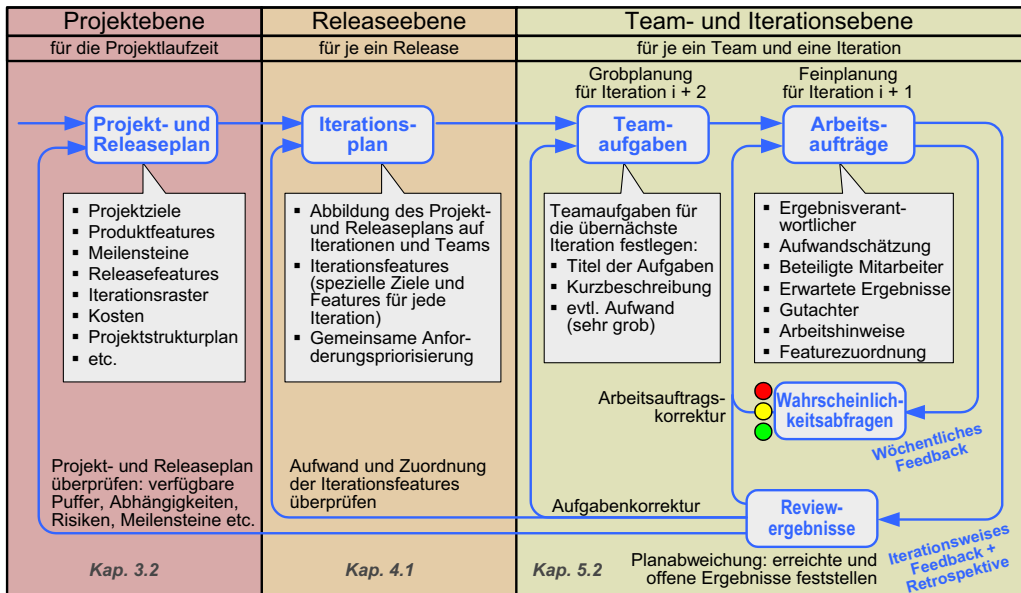 Projektebene
für die Projektlaufzeit
Releaseebene
für je ein Release
Team- und Iterationsebene
für je ein Team und eine Iteration
Grobplanung
für Iteration i + 2
Feinplanung
für Iteration i + 1
Projekt- und
Releaseplan
Iterations-
plan
Team-
aufgaben
Arbeits-
aufträge
▪ Projektziele
▪ Produktfeatures
▪ Meilensteine
▪ Releasefeatures
▪ Iterationsraster
▪ Kosten
▪ Projektstrukturplan
▪ etc.
▪ Abbildung des Projekt-
und Releaseplans auf
Iterationen und Teams
▪ Iterationsfeatures
(spezielle Ziele und
Features für jede
Iteration)
▪ Gemeinsame Anfor-
derungspriorisierung
Teamaufgaben für
die übernächste
Iteration festlegen:
▪ Titel der Aufgaben
▪ Kurzbeschreibung
▪ evtl. Aufwand
(sehr grob)
▪ Ergebnisverant-
wortlicher
▪ Aufwandschätzung
▪ Beteiligte Mitarbeiter
▪ Erwartete Ergebnisse
▪ Gutachter
▪ Arbeitshinweise
▪ Featurezuordnung
Arbeitsauftrags-
korrektur
Wahrscheinlich-
keitsabfragen
Wöchentliches
Feedback
Projekt- und Releaseplan
überprüfen: verfügbare
Puffer, Abhängigkeiten,
Risiken, Meilensteine etc.
Aufwand und Zuordnung
der Iterationsfeatures
überprüfen
Aufgabenkorrektur
Review-
ergebnisse
Iterationsweises
Feedback +
Retrospektive
Planabweichung: erreichte und
offene Ergebnisse feststellen
Kap. 3.2
Kap. 4.1
Kap. 5.2